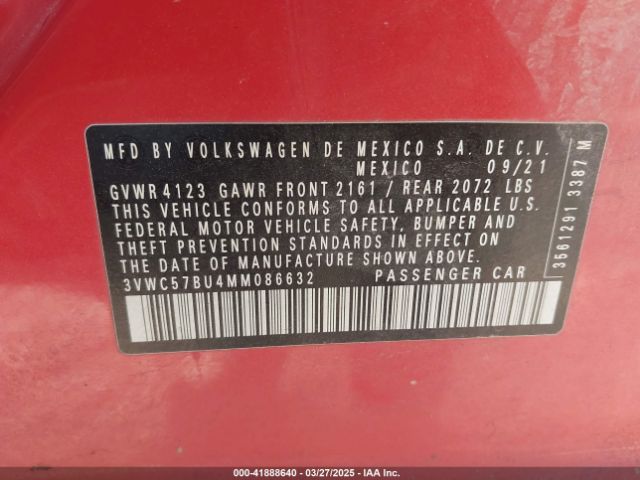 MFD BY VOLKSWAGEN DE MEXICO S.A. DE C.V.
MEXICO 09/21
GVWR 4123 GAWR FRONT 2161 / REAR 2072 LBS
THIS VEHICLE CONFORMS TO ALL APPLICABLE U.S.
FEDERAL MOTOR VEHICLE SAFETY, BUMPER AND
THEFT PREVENTION STANDARDS IN EFFECT ON
THE DATE OF MANUFACTURE SHOWN ABOVE.
3VWC57BU4MM086632 PASSENGER CAR
3561291 3387 M
000-41888640 - 03/27/2025 - IAA, Inc.